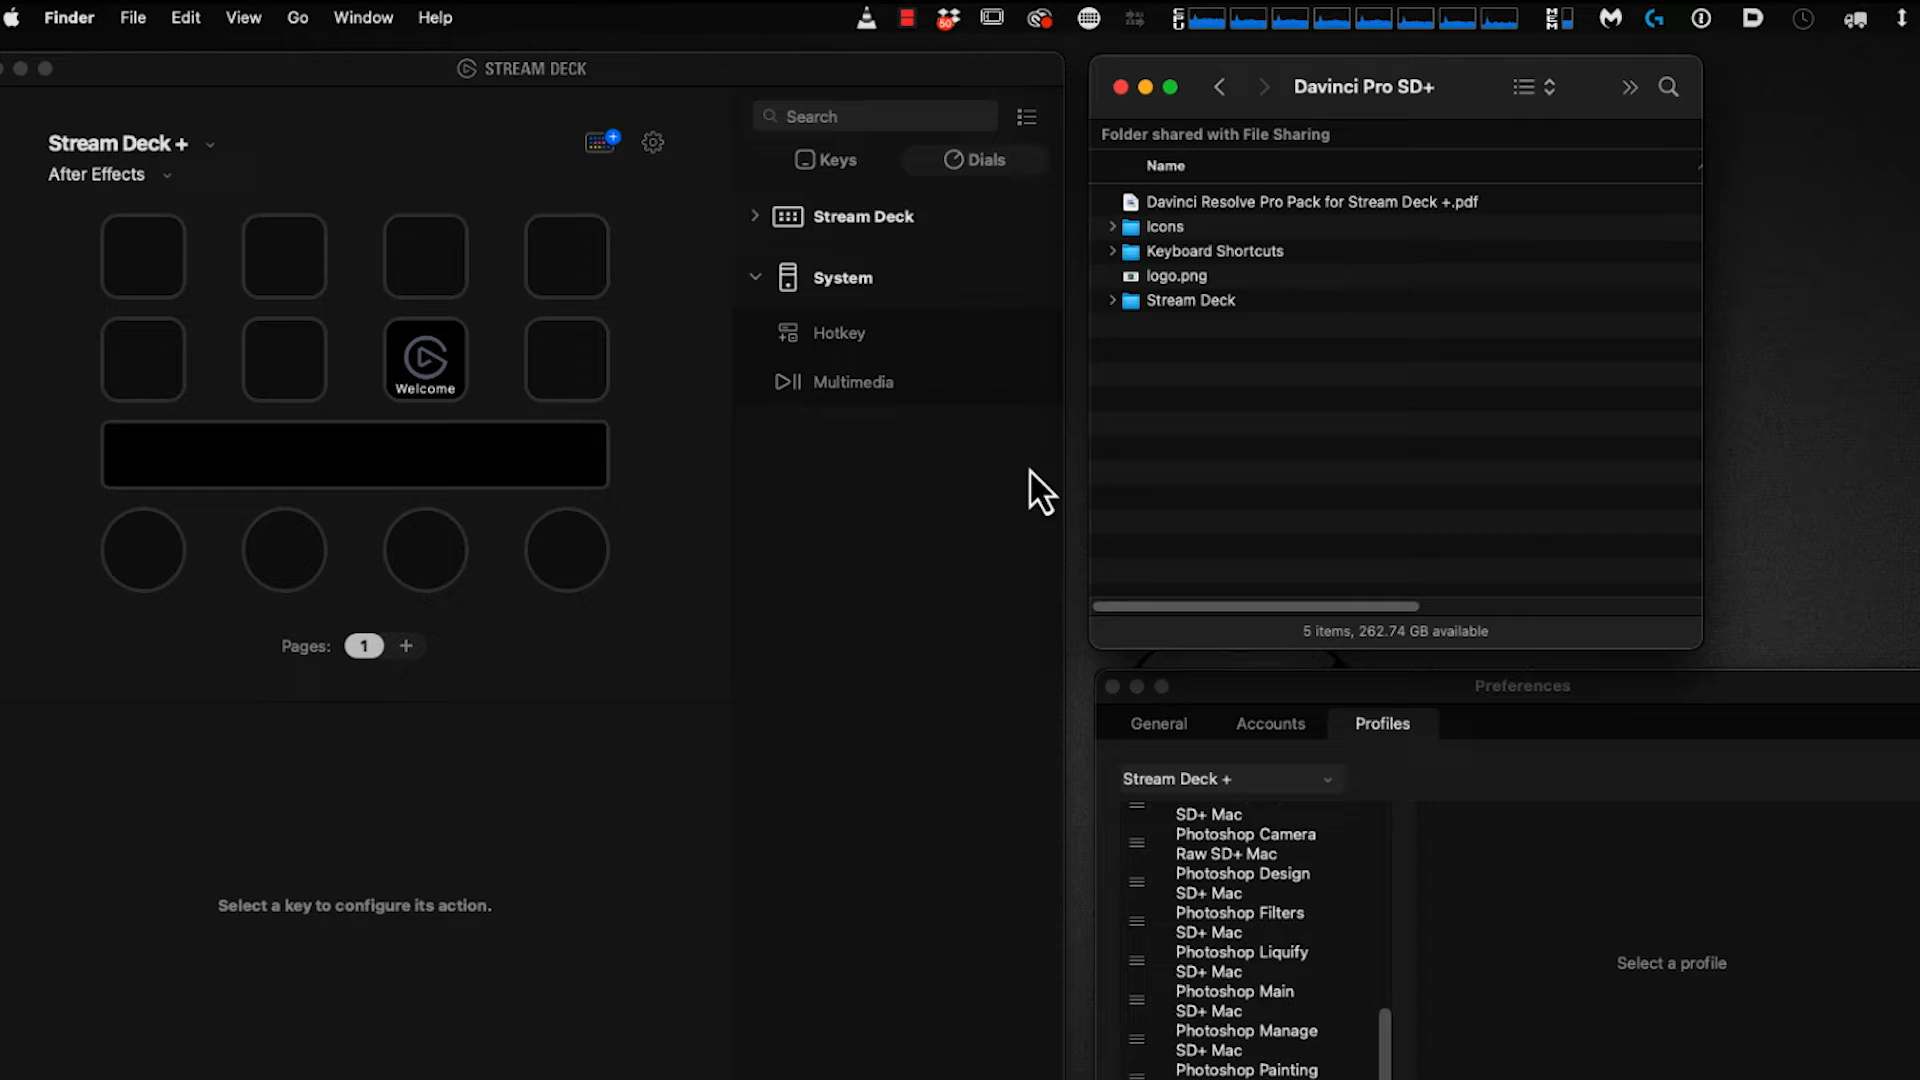 Finder File Edit View Go Window Help
50
CPU
MEM
STREAM DECK
Stream Deck +
After Effects
Welcome
Pages: 1 +
Select a key to configure its action.
Search
Keys
Dials
Stream Deck
System
Hotkey
Multimedia
Davinci Pro SD+
Folder shared with File Sharing
Name
Davinci Resolve Pro Pack for Stream Deck +.pdf
Icons
Keyboard Shortcuts
logo.png
Stream Deck
5 items, 262.74 GB available
Preferences
General Accounts Profiles
Stream Deck +
SD+ Mac
Photoshop Camera
Raw SD+ Mac
Photoshop Design
SD+ Mac
Photoshop Filters
SD+ Mac
Photoshop Liquify
SD+ Mac
Photoshop Main
SD+ Mac
Photoshop Manage
SD+ Mac
Photoshop Painting
Select a profile